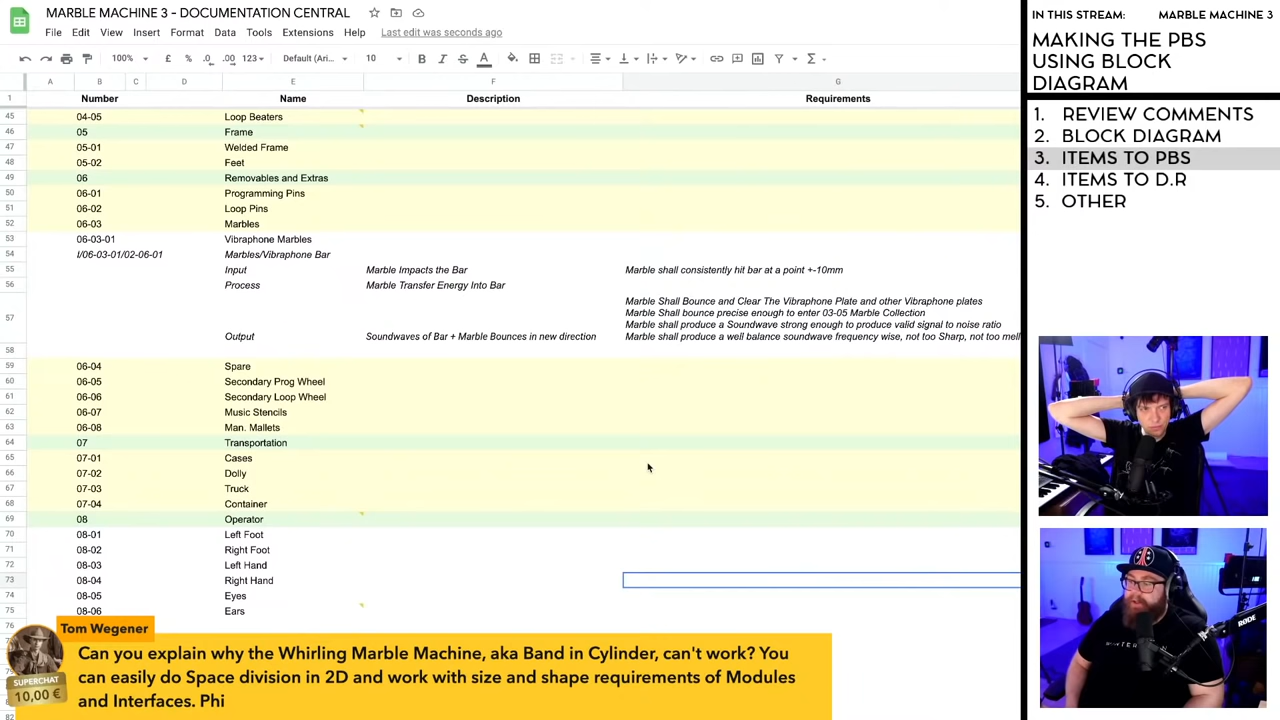 MARBLE MACHINE 3 - DOCUMENTATION CENTRAL
File Edit View Insert Format Data Tools Extensions Help Last edit was seconds ago
100% £ % .0 .00 123 Default (Ari... 10 B I S A
A B C D E F G
1 Number Name Description Requirements
45 04-05 Loop Beaters
46 05 Frame
47 05-01 Welded Frame
48 05-02 Feet
49 06 Removables and Extras
50 06-01 Programming Pins
51 06-02 Loop Pins
52 06-03 Marbles
53 06-03-01 Vibraphone Marbles
54 I/06-03-01/02-06-01 Marbles/Vibraphone Bar
55 Input Marble Impacts the Bar Marble shall consistently hit bar at a point +-10mm
56 Process Marble Transfer Energy Into Bar
Marble Shall Bounce and Clear The Vibraphone Plate and other Vibraphone plates
Marble Shall bounce precise enough to enter 03-05 Marble Collection
57 Marble shall produce a Soundwave strong enough to produce valid signal to noise ratio
Output Soundwaves of Bar + Marble Bounces in new direction Marble shall produce a well balance soundwave frequency wise, not too Sharp, not too mell
58
59 06-04 Spare
60 06-05 Secondary Prog Wheel
61 06-06 Secondary Loop Wheel
62 06-07 Music Stencils
63 06-08 Man. Mallets
64 07 Transportation
65 07-01 Cases
66 07-02 Dolly
67 07-03 Truck
68 07-04 Container
69 08 Operator
70 08-01 Left Foot
71 08-02 Right Foot
72 08-03 Left Hand
73 08-04 Right Hand
74 08-05 Eyes
75 08-06 Ears
76
82
Tom Wegener
Can you explain why the Whirling Marble Machine, aka Band in Cylinder, can't work? You
can easily do Space division in 2D and work with size and shape requirements of Modules
and Interfaces. Phi
SUPERCHAT
10,00 €
IN THIS STREAM: MARBLE MACHINE 3
MAKING THE PBS
USING BLOCK
DIAGRAM
1. REVIEW COMMENTS
2. BLOCK DIAGRAM
3. ITEMS TO PBS
4. ITEMS TO D.R
5. OTHER
RØDE